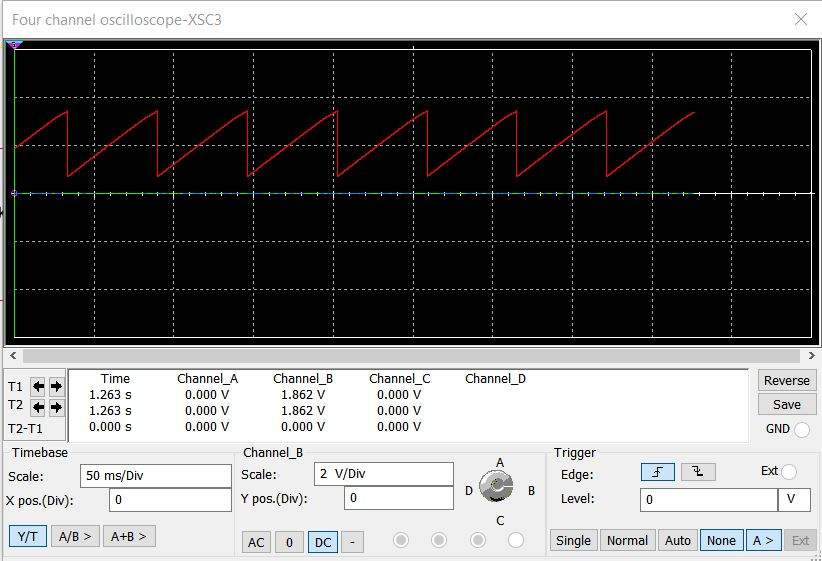 Four channel oscilloscope-XSC3
Time Channel_A Channel_B Channel_C Channel_D
T1 1.263 s 0.000 V 1.862 V 0.000 V
T2 1.263 s 0.000 V 1.862 V 0.000 V
T2-T1 0.000 s 0.000 V 0.000 V 0.000 V
Reverse
Save
GND
Timebase
Scale: 50 ms/Div
X pos.(Div): 0
Y/T A/B > A+B >
Channel_B
Scale: 2 V/Div
Y pos.(Div): 0
AC 0 DC -
A
D B
C
Trigger
Edge: Ext
Level: 0 V
Single Normal Auto None A > Ext